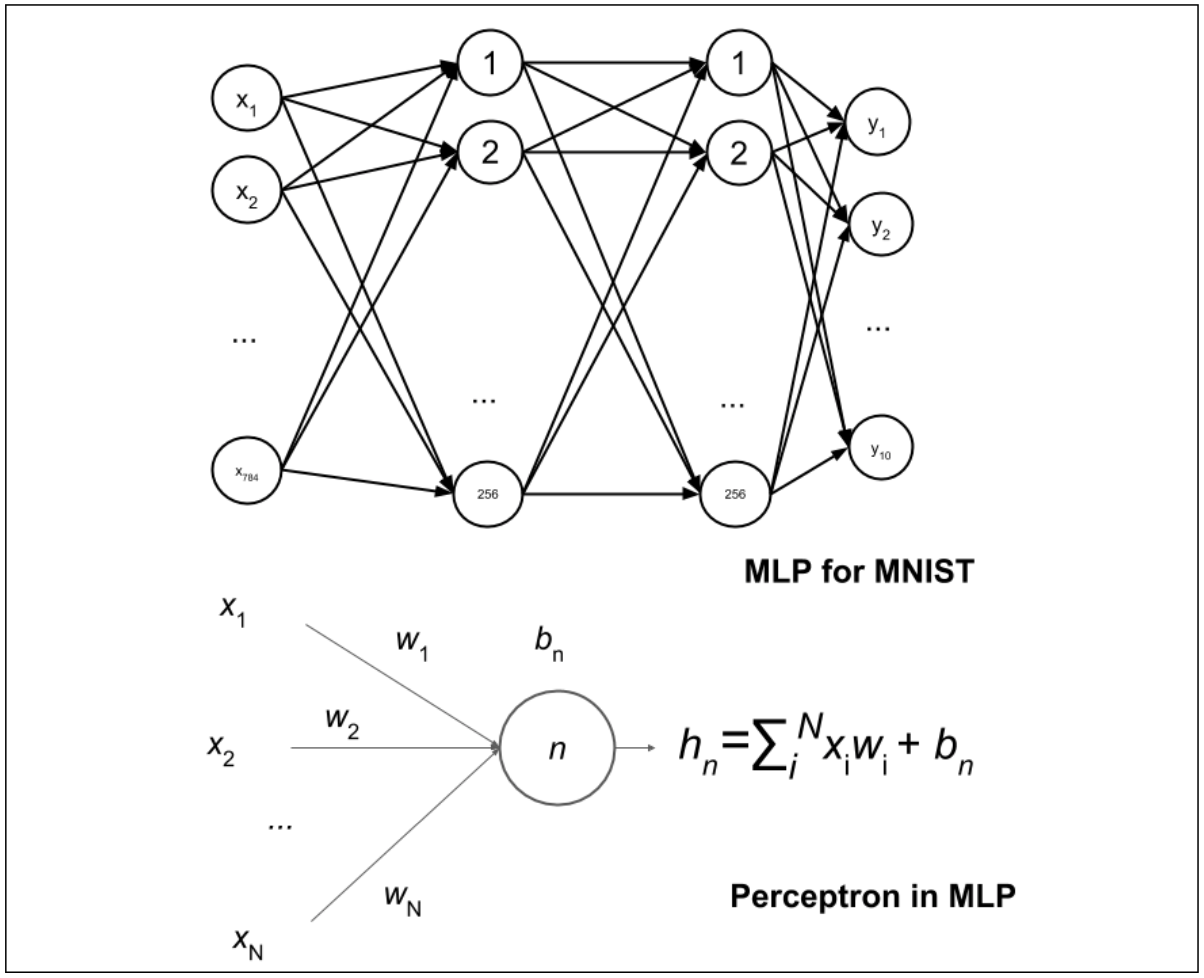 x1
x2
...
x784
1
2
...
256
1
2
...
256
y1
y2
...
y10
MLP for MNIST
x1
w1
bn
x2
w2
n
hn=∑i^N xiwi + bn
...
wN
xN
Perceptron in MLP